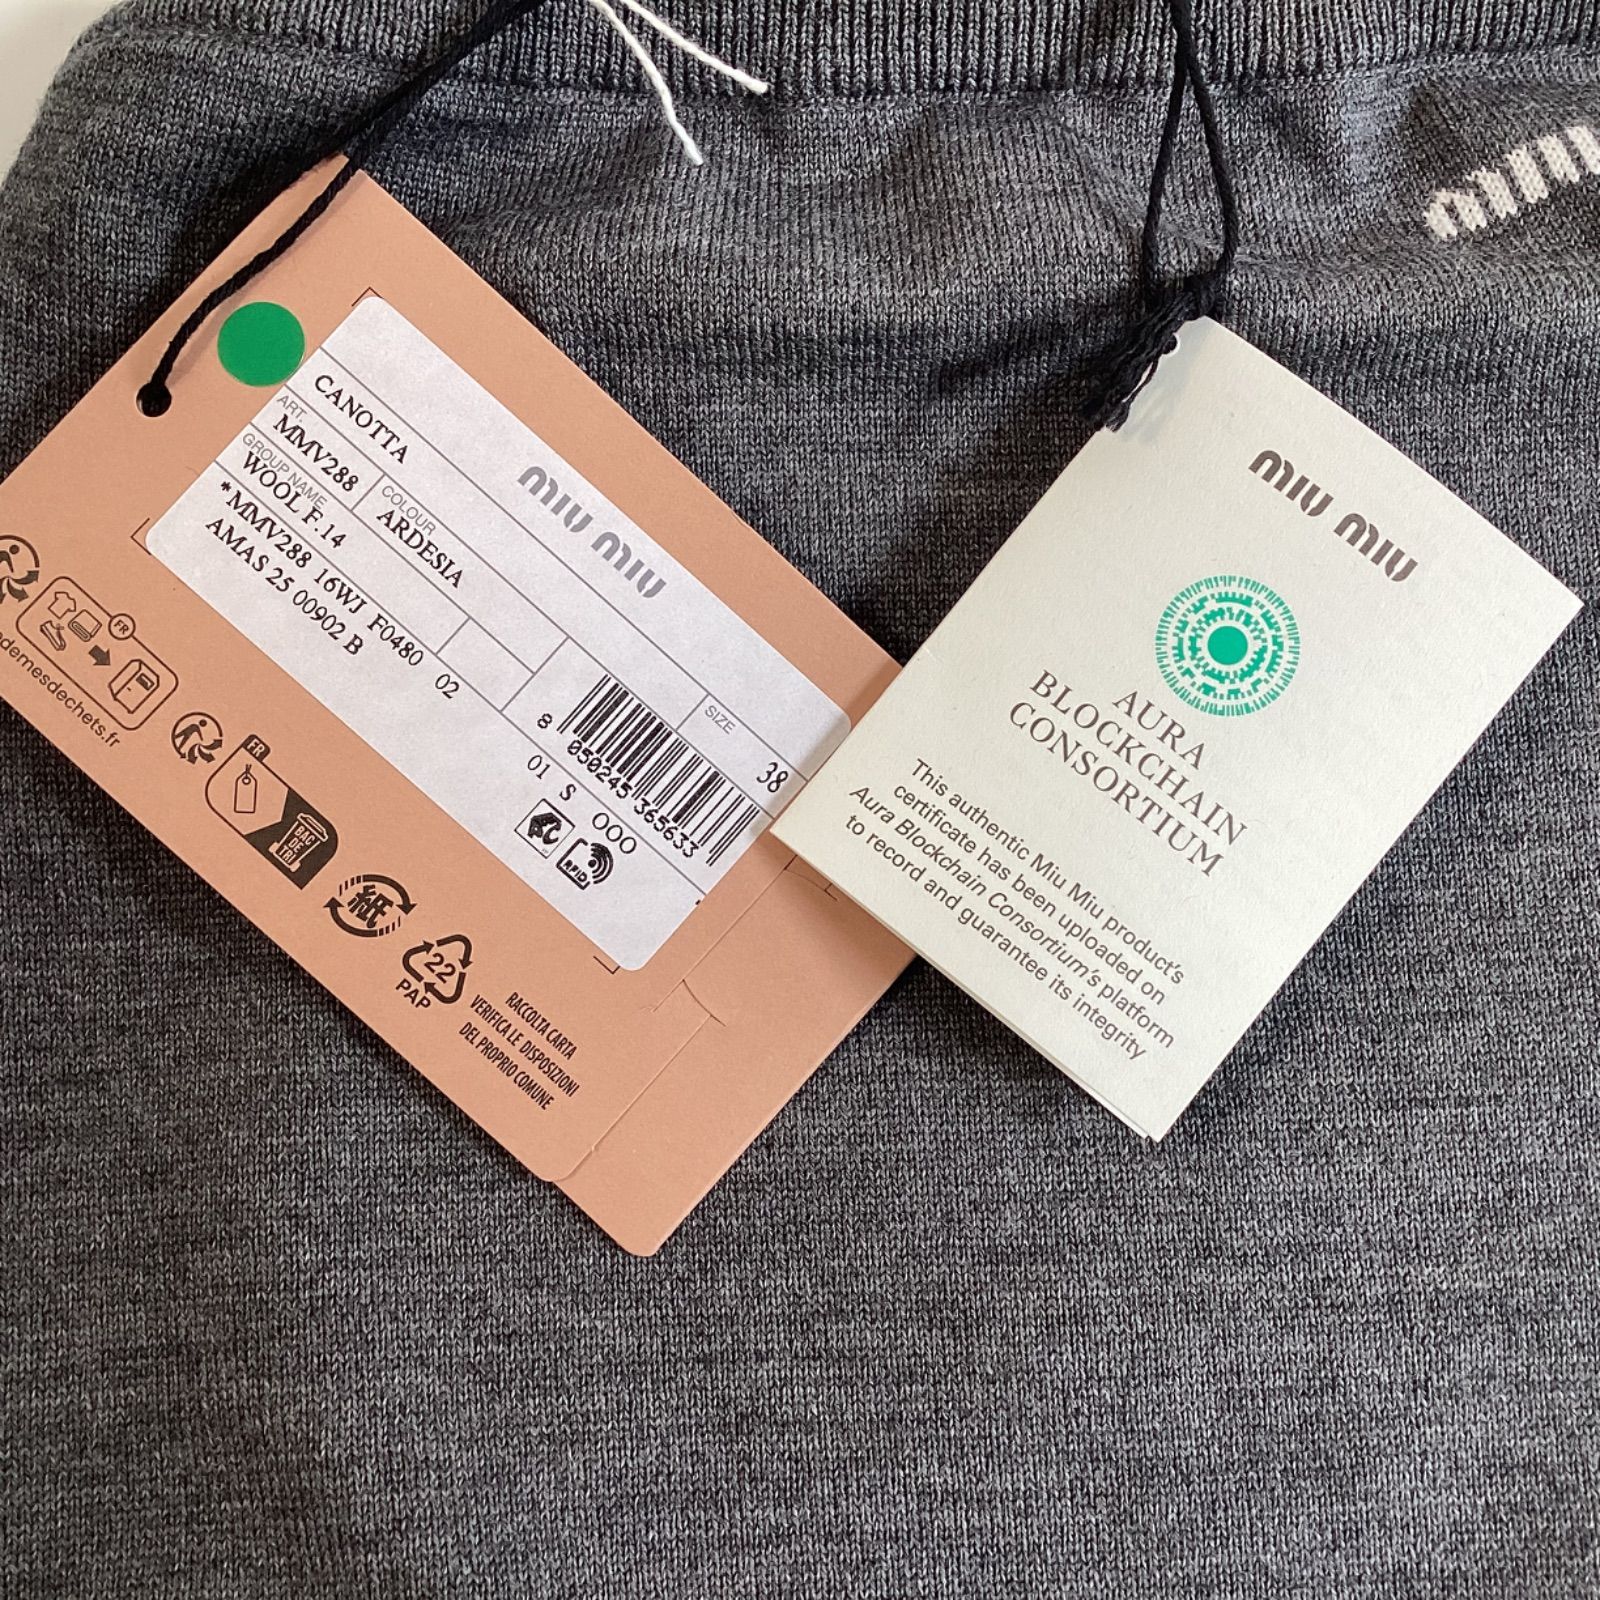 CANOTTA
MIU MIU
ART.
MMV288
COLOUR
ARDESIA
GROUP NAME
WOOL F.14
*MMV288 16WJ F0480 02
AMAS 25 00902 B
SIZE
38
8 050245 365633
01 S 000
RFID
FR
FR
BAC
DE
TRI
紙
22
PAP
RACCOLTA CARTA
VERIFICA LE DISPOSIZIONI
DEL PROPRIO COMUNE
MIU MIU
AURA
BLOCKCHAIN
CONSORTIUM
This authentic Miu Miu product's
certificate has been uploaded on
Aura Blockchain Consortium's platform
to record and guarantee its integrity